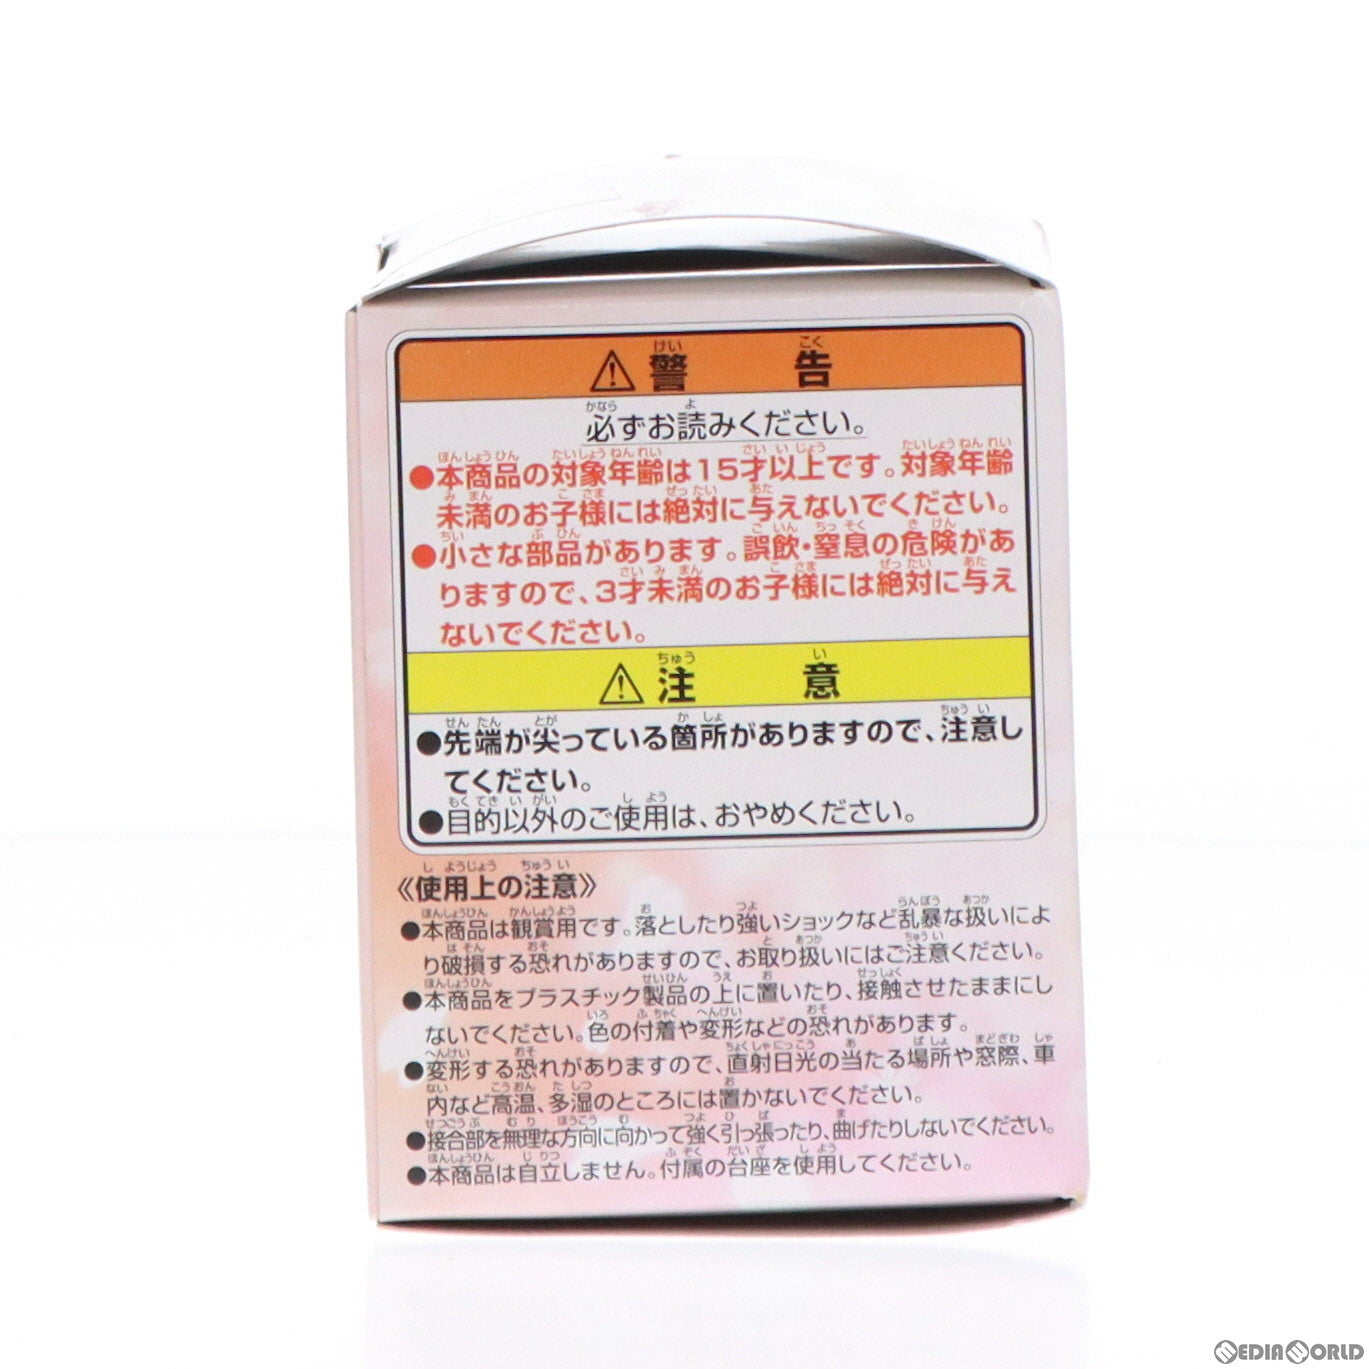 ⚠警告
必ずお読みください。
●本商品の対象年齢は15才以上です。対象年齢
未満のお子様には絶対に与えないでください。
●小さな部品があります。誤飲・窒息の危険があ
りますので、3才未満のお子様には絶対に与え
ないでください。
⚠注意
●先端が尖っている箇所がありますので、注意し
てください。
●目的以外のご使用は、おやめください。
《使用上の注意》
●本商品は観賞用です。落としたり強いショックなど乱暴な扱いによ
り破損する恐れがありますので、お取り扱いにはご注意ください。
●本商品をプラスチック製品の上に置いたり、接触させたままにし
ないでください。色の付着や変形などの恐れがあります。
●変形する恐れがありますので、直射日光の当たる場所や窓際、車
内など高温、多湿のところには置かないでください。
●接合部を無理な方向に向かって強く引っ張ったり、曲げたりしないでください。
●本商品は自立しません。付属の台座を使用してください。
MEDIAWORLD